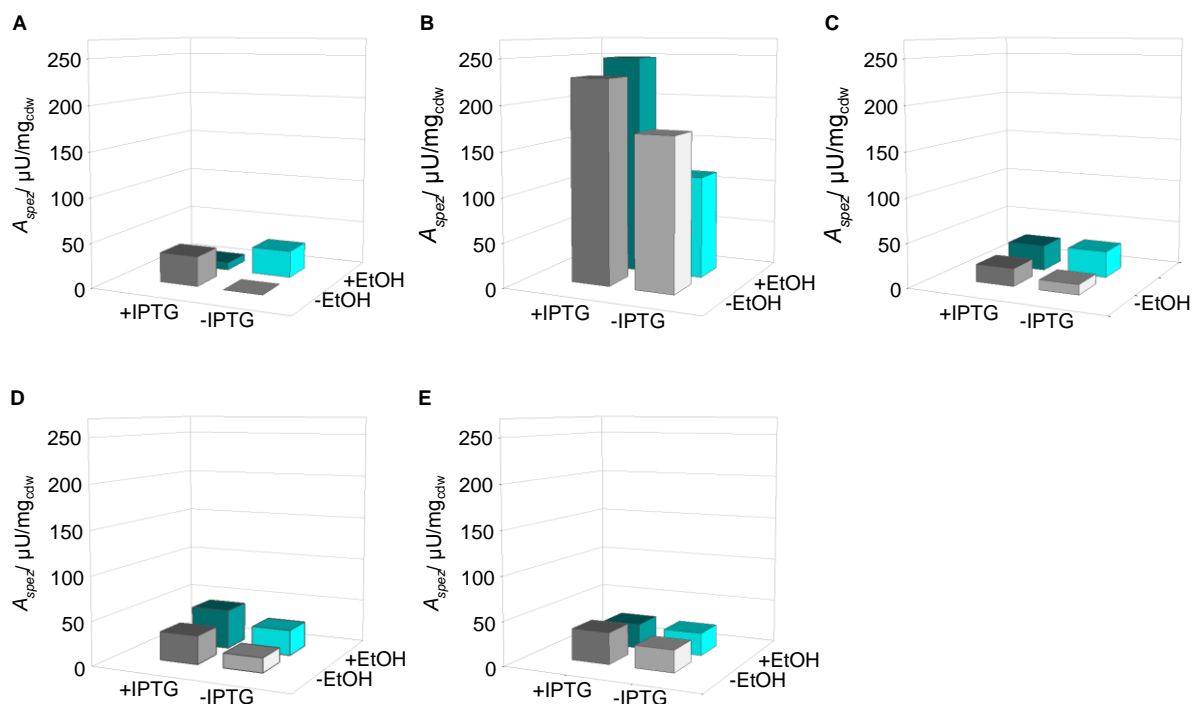 A
250
200
150
100
50
0
Aspez/ µU/mgcdw
+IPTG
-IPTG
-EtOH
+EtOH
B
250
200
150
100
50
0
Aspez/ µU/mgcdw
+IPTG
-IPTG
-EtOH
+EtOH
C
250
200
150
100
50
0
Aspez/ µU/mgcdw
+IPTG
-IPTG
-EtOH
D
250
200
150
100
50
0
Aspez/ µU/mgcdw
+IPTG
-IPTG
-EtOH
+EtOH
E
250
200
150
100
50
0
Aspez/ µU/mgcdw
+IPTG
-IPTG
-EtOH
+EtOH